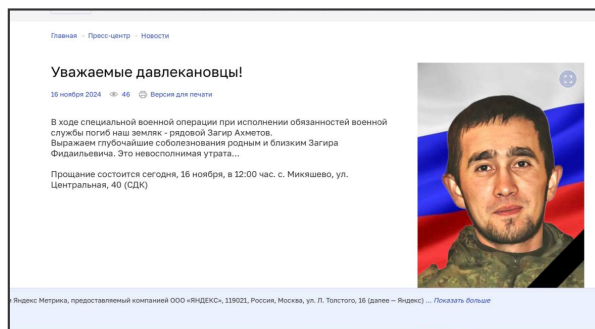 Главная - Пресс-центр - Новости
Уважаемые давлекановцы!
16 ноября 2024 46 Версия для печати
В ходе специальной военной операции при исполнении обязанностей военной
службы погиб наш земляк - рядовой Загир Ахметов.
Выражаем глубочайшие соболезнования родным и близким Загира
Фидаильевича. Это невосполнимая утрата...
Прощание состоится сегодня, 16 ноября, в 12:00 час. с. Микяшево, ул.
Центральная, 40 (СДК)
и Яндекс Метрика, предоставляемый компанией ООО «ЯНДЕКС», 119021, Россия, Москва, ул. Л. Толстого, 16 (далее — Яндекс) ... Показать больше